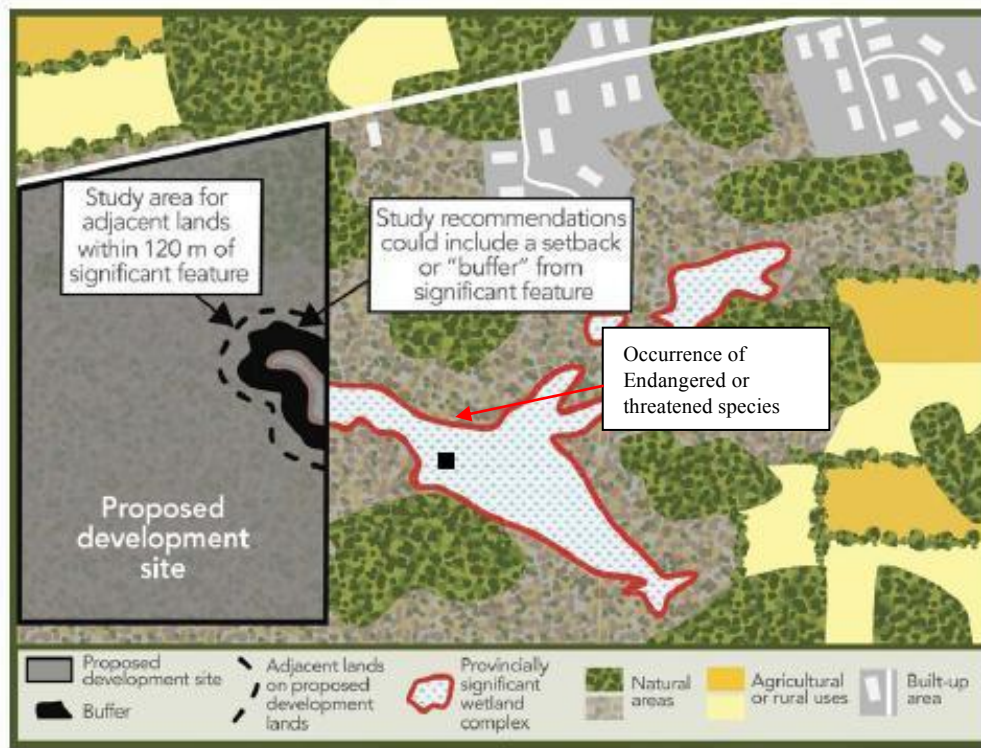 Study area for
adjacent lands
within 120 m of
significant feature
Study recommendations
could include a setback
or "buffer" from
significant feature
Occurrence of
Endangered or
threatened species
Proposed
development
site
Proposed
development site
Buffer
Adjacent lands
on proposed
development
lands
Provincially
significant
wetland
complex
Natural
areas
Agricultural
or rural uses
Built-up
area